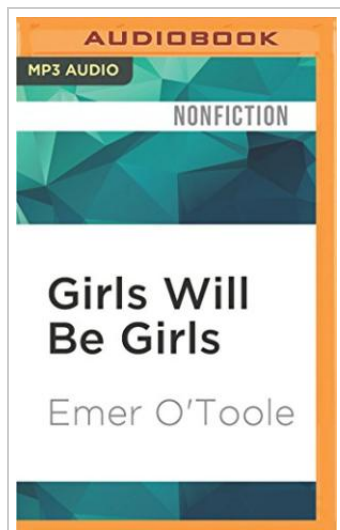 AUDIOBOOK
MP3 AUDIO
NONFICTION
Girls Will
Be Girls
Emer O'Toole